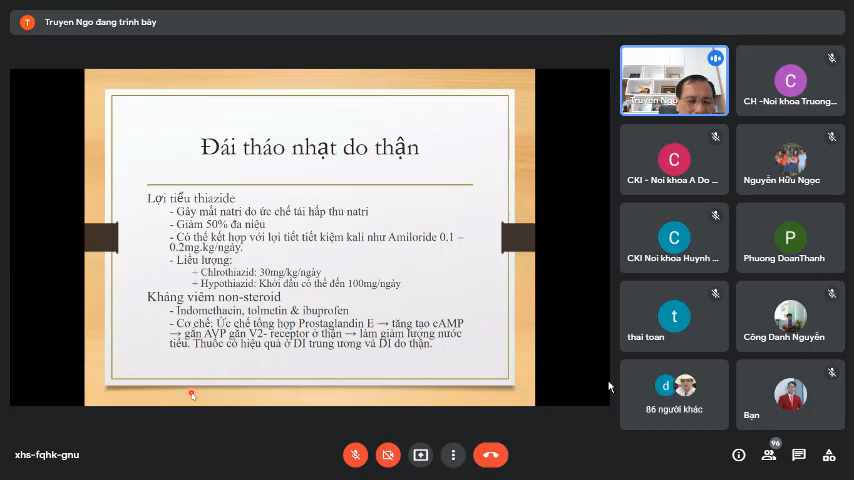 T Truyen Ngo đang trình bày
Đái tháo nhạt do thận
Lợi tiểu thiazide
- Gây mất natri do ức chế tái hấp thu natri
- Giảm 50% đa niệu
- Có thể kết hợp với lợi tiết tiết kiệm kali như Amiloride 0.1 –
0.2mg.kg/ngày.
- Liều lượng:
+ Chlrothiazid: 30mg/kg/ngày
+ Hypothiazid: Khởi đầu có thể đến 100mg/ngày
Kháng viêm non-steroid
- Indomethacin, tolmetin & ibuprofen
- Cơ chế: Ức chế tổng hợp Prostaglandin E → tăng tạo cAMP
→ gắn AVP gắn V2- receptor ở thận → làm giảm lượng nước
tiểu. Thuốc có hiệu quả ở DI trung ương và DI do thận.
Truyen Ngo
C
CH -Noi khoa Truong...
C
CKI - Noi khoa A Do ...
Nguyễn Hữu Ngọc
C
CKI Noi khoa Huynh ...
P
Phuong DoanThanh
t
thai toan
Công Danh Nguyễn
d
86 người khác
Bạn
xhs-fqhk-gnu
96